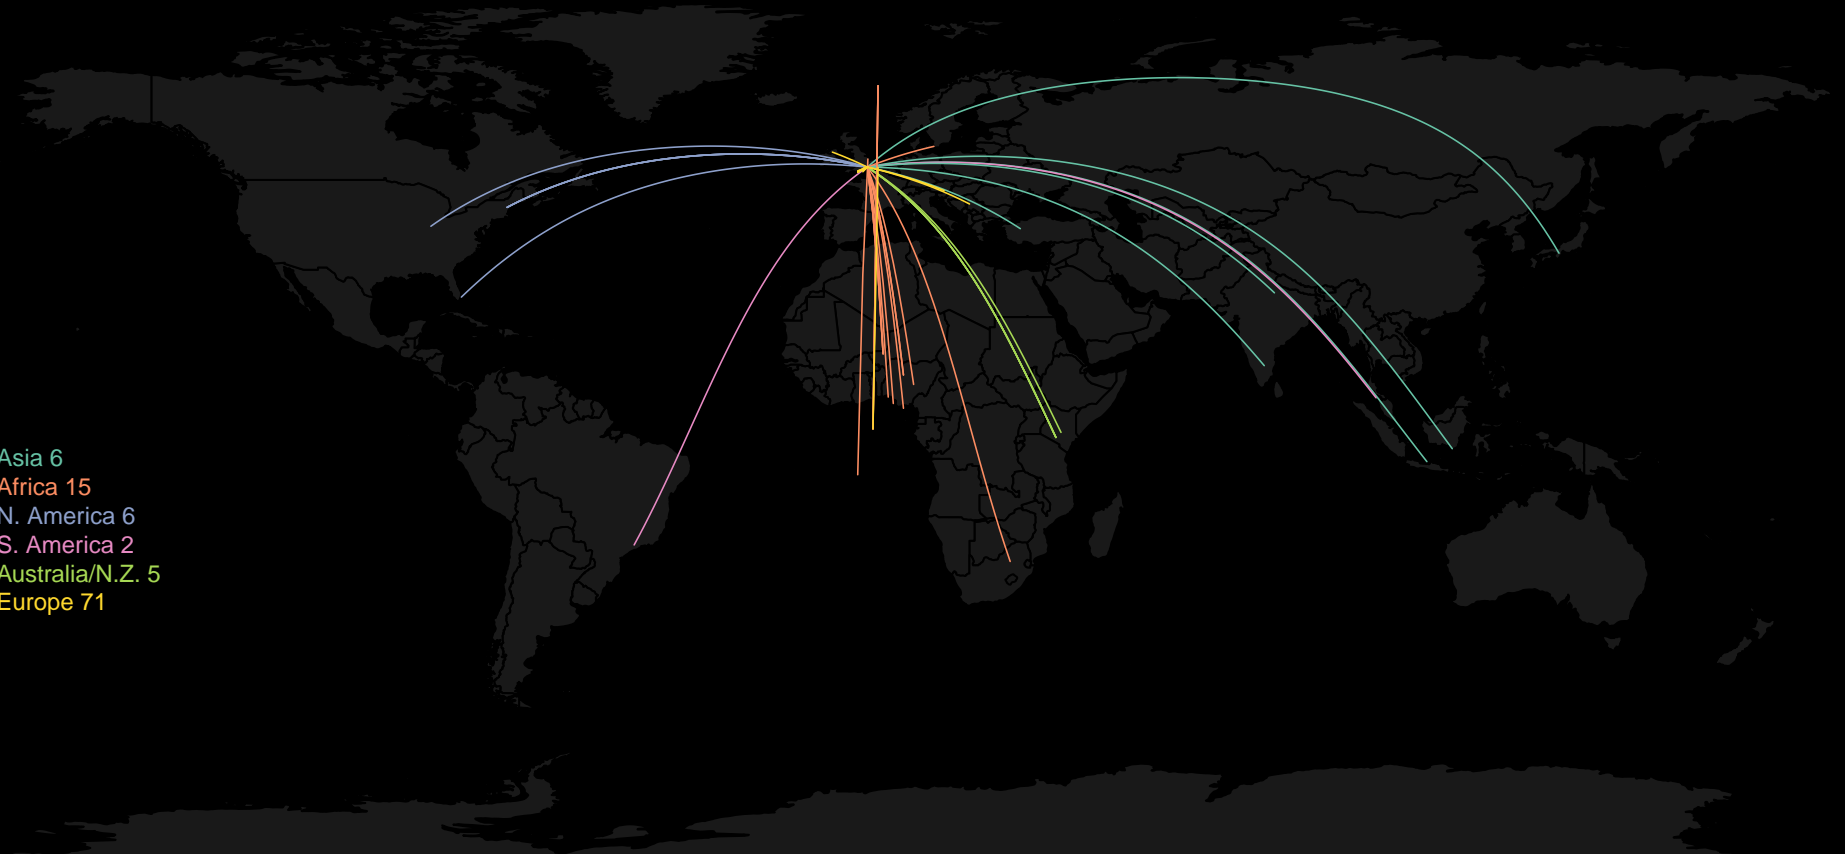 Asia 6
Africa 15
N. America 6
S. America 2
Australia/N.Z. 5
Europe 71